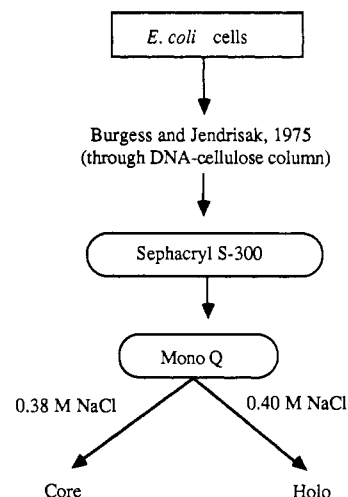 E. coli cells
Burgess and Jendrisak, 1975
(through DNA-cellulose column)
Sephacryl S-300
Mono Q
0.38 M NaCl
0.40 M NaCl
Core
Holo